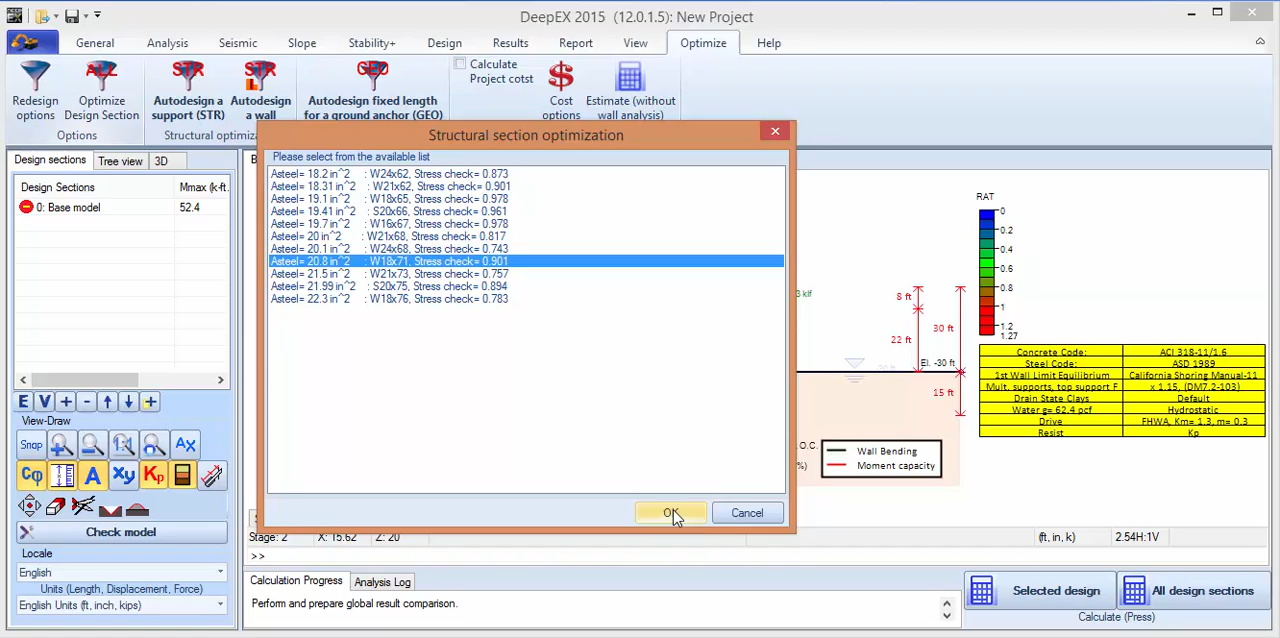 DeepEX 2015 (12.0.1.5): New Project
General Analysis Seismic Slope Stability+ Design Results Report View Optimize Help
Redesign options
Optimize Design Section
Autodesign a support (STR)
Autodesign a wall
Autodesign fixed length for a ground anchor (GEO)
Calculate Project cotst
Cost options
Estimate (without wall analysis)
Options
Structural section optimization
Please select from the available list
Asteel= 18.2 in^2 : W24x62, Stress check= 0.873
Asteel= 18.31 in^2 : W21x62, Stress check= 0.901
Asteel= 19.1 in^2 : W18x65, Stress check= 0.978
Asteel= 19.41 in^2 : S20x66, Stress check= 0.961
Asteel= 19.7 in^2 : W16x67, Stress check= 0.978
Asteel= 20 in^2 : W21x68, Stress check= 0.817
Asteel= 20.1 in^2 : W24x68, Stress check= 0.743
Asteel= 20.8 in^2 : W18x71, Stress check= 0.901
Asteel= 21.5 in^2 : W21x73, Stress check= 0.757
Asteel= 21.99 in^2 : S20x75, Stress check= 0.894
Asteel= 22.3 in^2 : W18x76, Stress check= 0.783
OK Cancel
Design sections Tree view 3D
Design Sections Mmax (k-ft.
0: Base model 52.4
E V + -
View-Draw
Snap
Cφ A Xy Kp
Check model
Locale
English
Units (Length, Displacement, Force)
English Units (ft, inch, kips)
RAT
0
0.2
0.4
0.6
0.8
1
1.2
1.27
8 ft
22 ft
30 ft
15 ft
El. -30 ft
Concrete Code: ACI 318-11/1.6
Steel Code: ASD 1989
1st Wall Limit Equilibrium California Shoring Manual-11
Mult. supports, top support F x 1.15, (DM7.2-103)
Drain State Clays Default
Water g= 62.4 pcf Hydrostatic
Drive FHWA, Km= 1.3, m= 0.3
Resist Kp
Wall Bending
Moment capacity
Stage: 2 X: 15.62 Z: 20 (ft, in, k) 2.54H:1V
>>
Calculation Progress Analysis Log
Perform and prepare global result comparison.
Selected design All design sections
Calculate (Press)